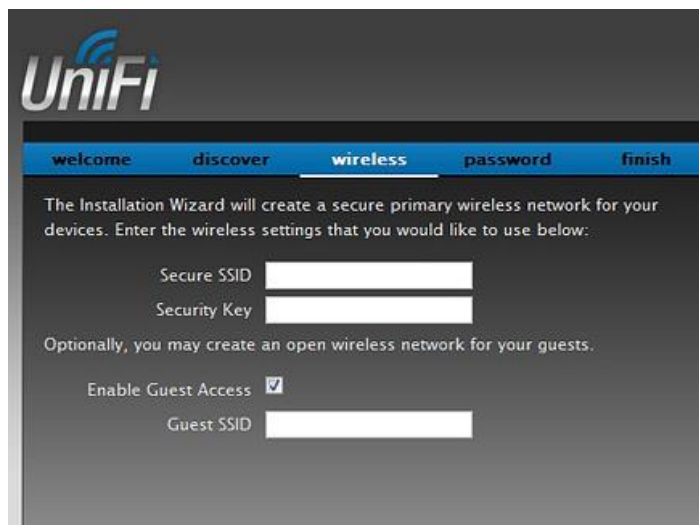 UniFi
welcome discover wireless password finish
The Installation Wizard will create a secure primary wireless network for your
devices. Enter the wireless settings that you would like to use below:
Secure SSID
Security Key
Optionally, you may create an open wireless network for your guests.
Enable Guest Access
Guest SSID